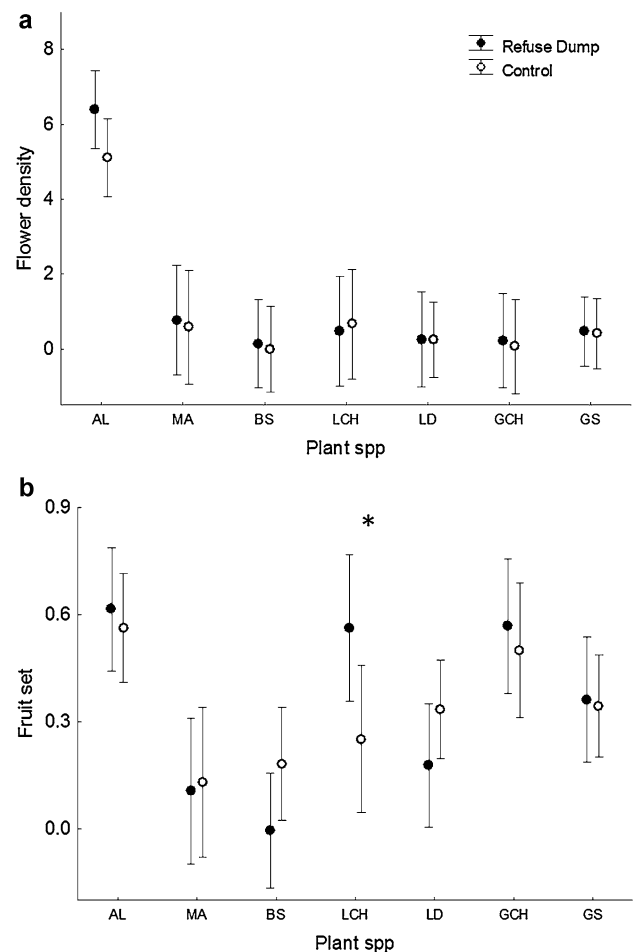 a
8
6
4
2
0
Flower density
Refuse Dump
Control
AL MA BS LCH LD GCH GS
Plant spp
b
0.9
0.6
0.3
0.0
Fruit set
*
AL MA BS LCH LD GCH GS
Plant spp